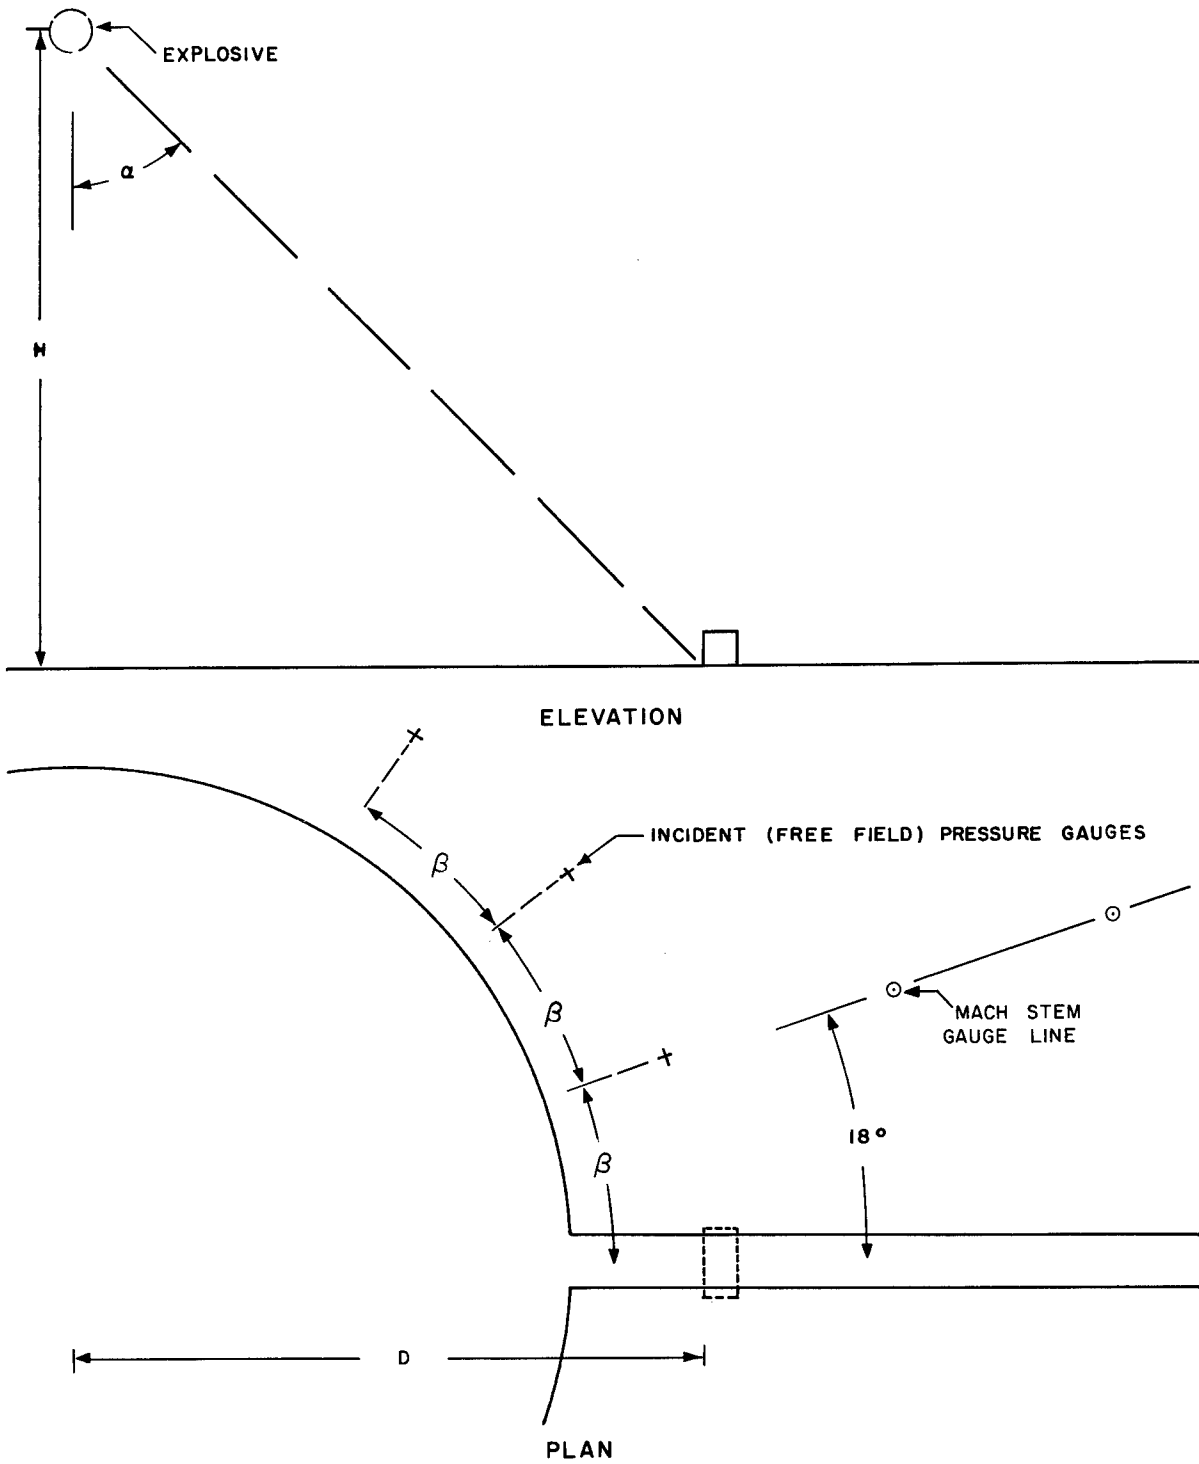 EXPLOSIVE
α
H
ELEVATION
INCIDENT (FREE FIELD) PRESSURE GAUGES
β
β
MACH STEM
GAUGE LINE
18°
β
D
PLAN